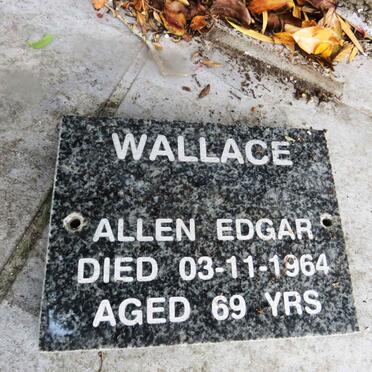 WALLACE
ALLEN EDGAR
DIED 03-11-1964
AGED 69 YRS